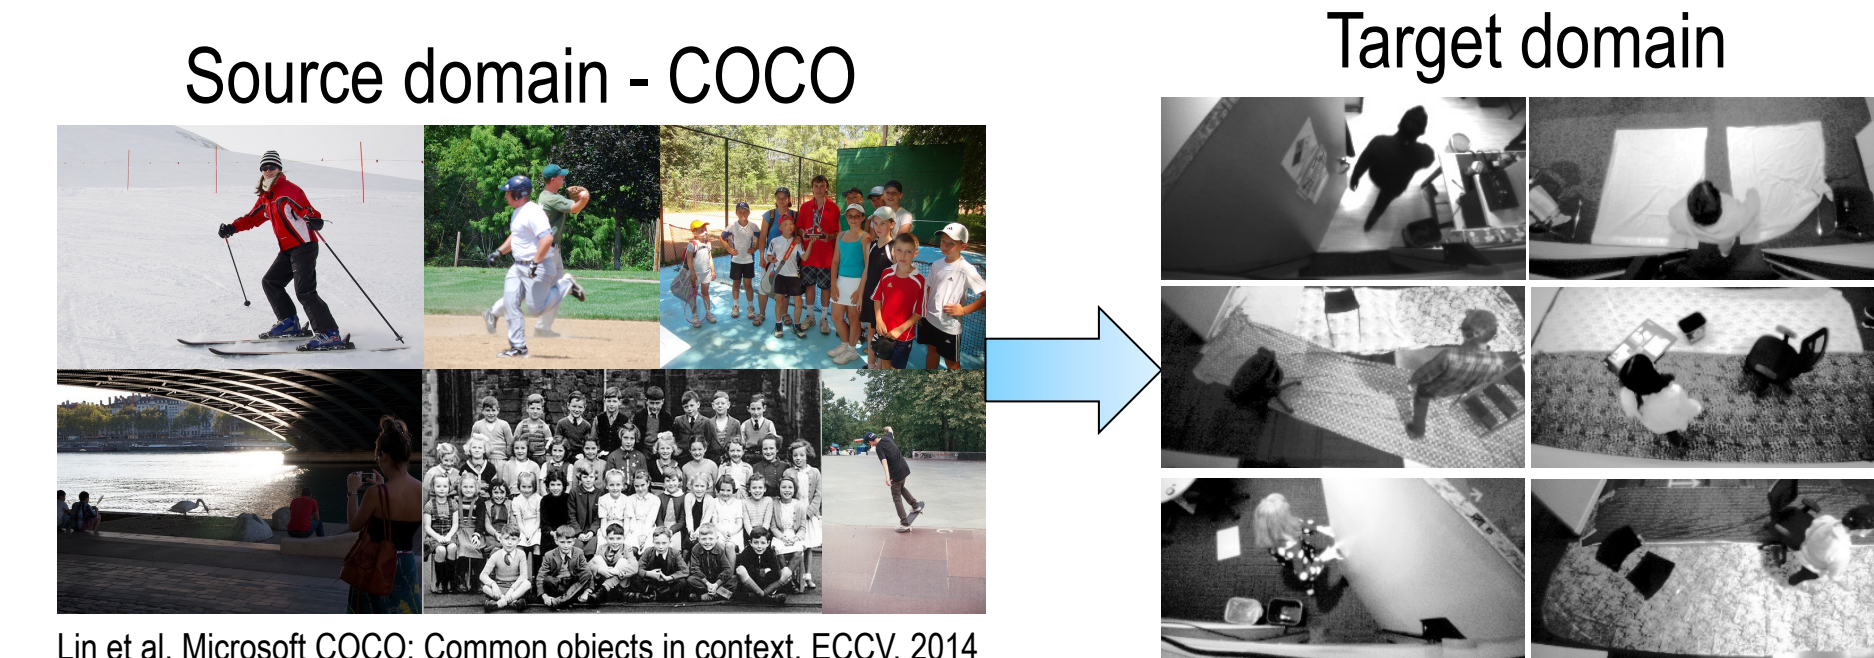 Source domain - COCO
Target domain
Lin et al. Microsoft COCO: Common objects in context. ECCV. 2014